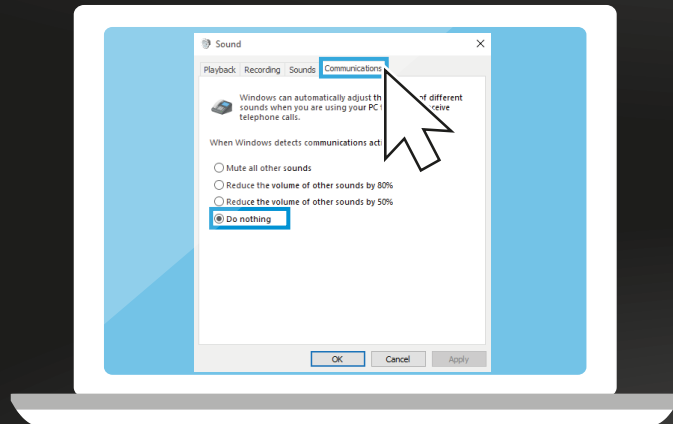 Sound
Playback Recording Sounds Communications
Windows can automatically adjust th of different
sounds when you are using your PC
telephone calls.
When Windows detects communications
Mute all other sounds
Reduce the volume of other sounds by 80%
Reduce the volume of other sounds by 50%
Do nothing
OK Cancel Apply